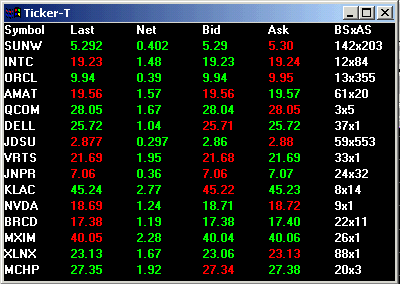 Ticker-T
Symbol Last Net Bid Ask BSxAS
SUNW 5.292 0.402 5.29 5.30 142x203
INTC 19.23 1.48 19.23 19.24 12x84
ORCL 9.94 0.39 9.94 9.95 13x355
AMAT 19.56 1.57 19.56 19.57 61x20
QCOM 28.05 1.67 28.04 28.05 3x5
DELL 25.72 1.04 25.71 25.72 37x1
JDSU 2.877 0.297 2.86 2.88 59x553
VRTS 21.69 1.95 21.68 21.69 33x1
JNPR 7.06 0.36 7.06 7.07 24x32
KLAC 45.24 2.77 45.22 45.23 8x14
NVDA 18.69 1.24 18.71 18.72 9x1
BRCD 17.38 1.19 17.38 17.40 22x11
MXIM 40.05 2.28 40.04 40.06 26x1
XLNX 23.13 1.67 23.06 23.13 88x1
MCHP 27.35 1.92 27.34 27.38 20x3